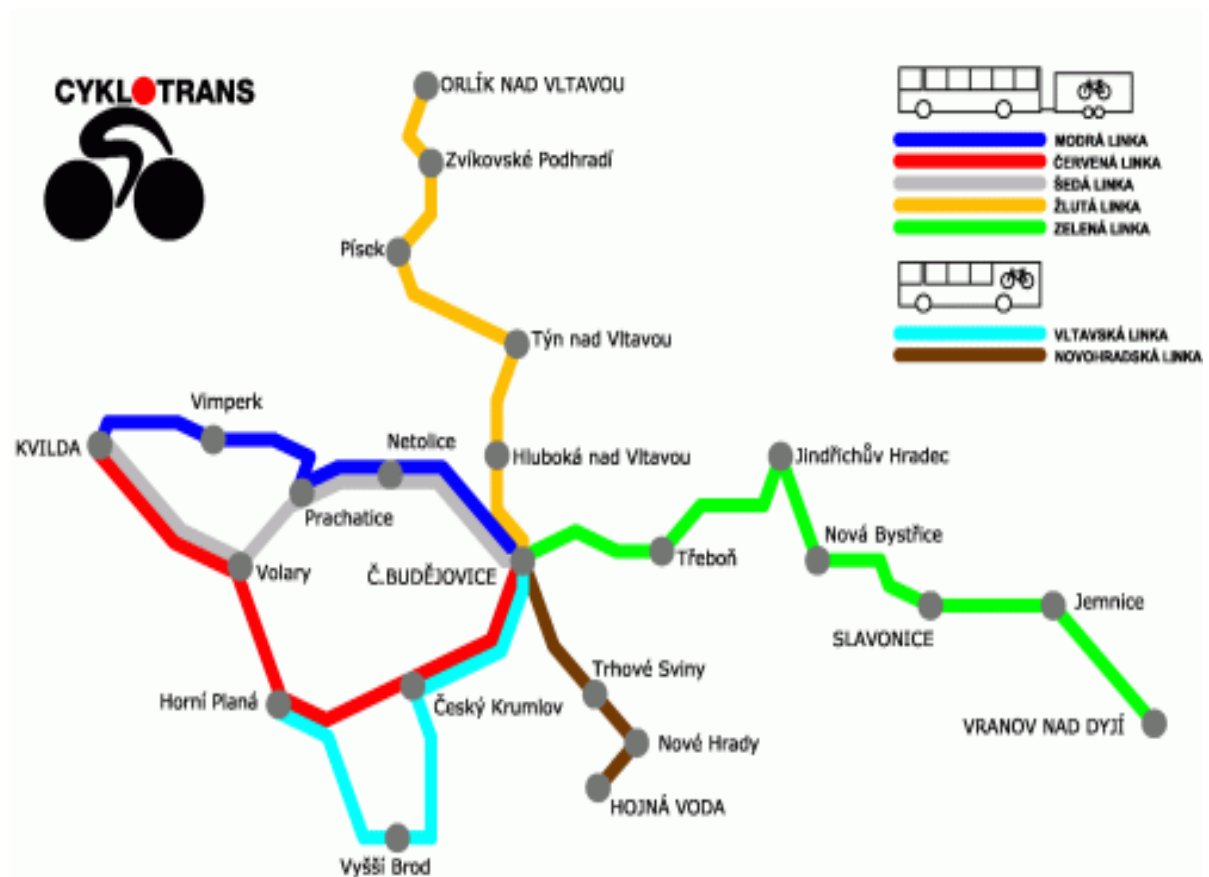 CYKLOTRANS
ORLÍK NAD VLTAVOU
MODRÁ LINKA
ČERVENÁ LINKA
ŠEDÁ LINKA
ŽLUTÁ LINKA
ZELENÁ LINKA
Zvíkovské Podhradí
Písek
VLTAVSKÁ LINKA
NOVOHRADSKÁ LINKA
Týn nad Vltavou
Vimperk
KVILDA
Netolice
Hluboká nad Vltavou
Jindřichův Hradec
Prachatice
Nová Bystřice
Volary
Č.BUDĚJOVICE
Třeboň
Jemnice
SLAVONICE
Trhové Sviny
Horní Planá
Český Krumlov
VRANOV NAD DYJÍ
Nové Hrady
HOJNÁ VODA
Vyšší Brod